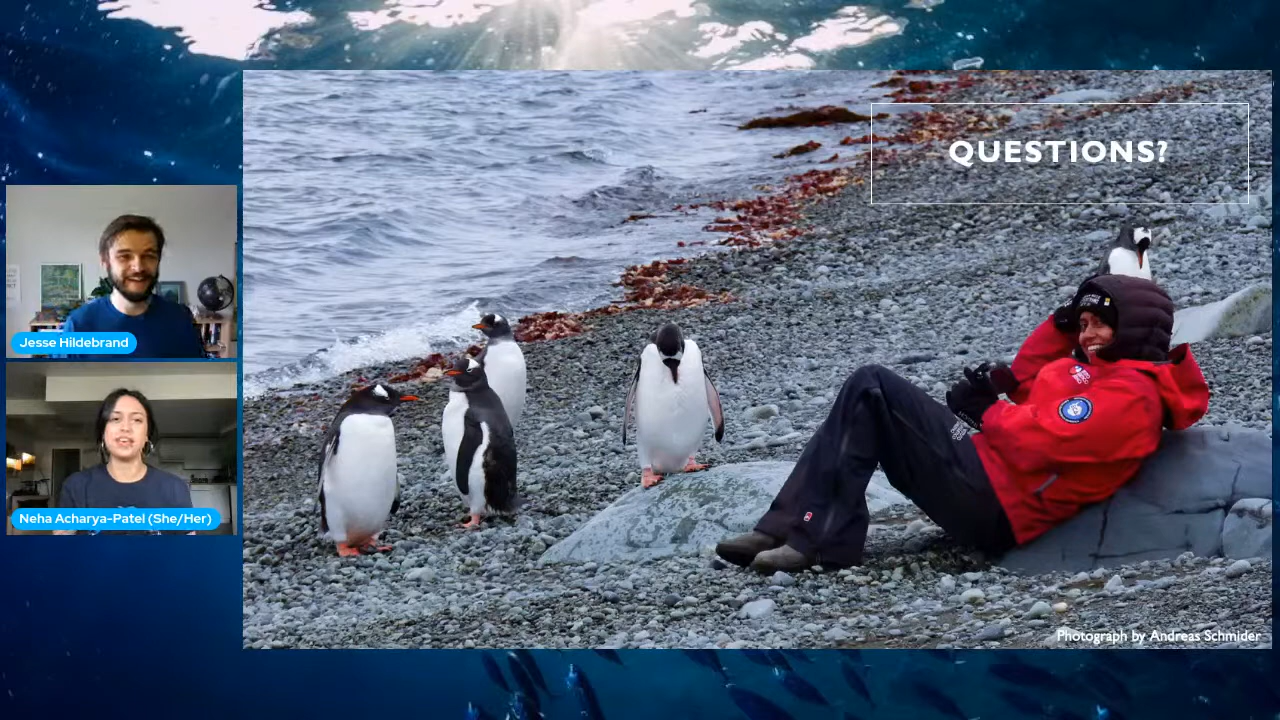 QUESTIONS?
Jesse Hildebrand
Neha Acharya-Patel (She/Her)
Photograph by Andreas Schmider